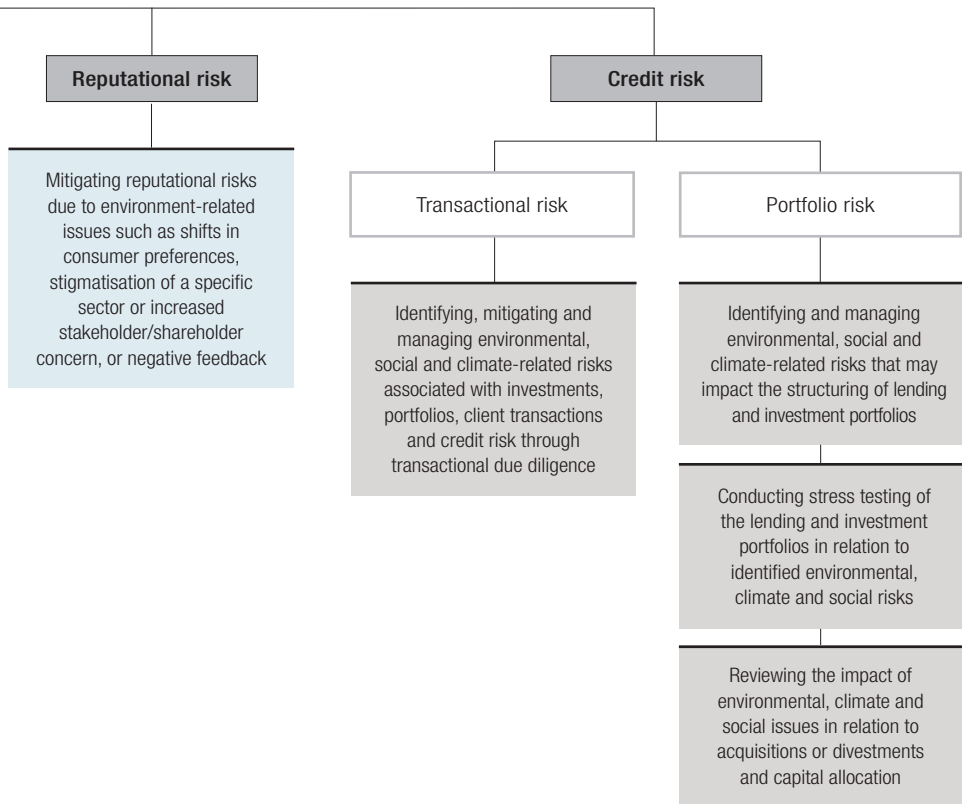 Reputational risk
Mitigating reputational risks
due to environment-related
issues such as shifts in
consumer preferences,
stigmatisation of a specific
sector or increased
stakeholder/shareholder
concern, or negative feedback
Credit risk
Transactional risk
Identifying, mitigating and
managing environmental,
social and climate-related risks
associated with investments,
portfolios, client transactions
and credit risk through
transactional due diligence
Portfolio risk
Identifying and managing
environmental, social and
climate-related risks that may
impact the structuring of lending
and investment portfolios
Conducting stress testing of
the lending and investment
portfolios in relation to
identified environmental,
climate and social risks
Reviewing the impact of
environmental, climate and
social issues in relation to
acquisitions or divestments
and capital allocation